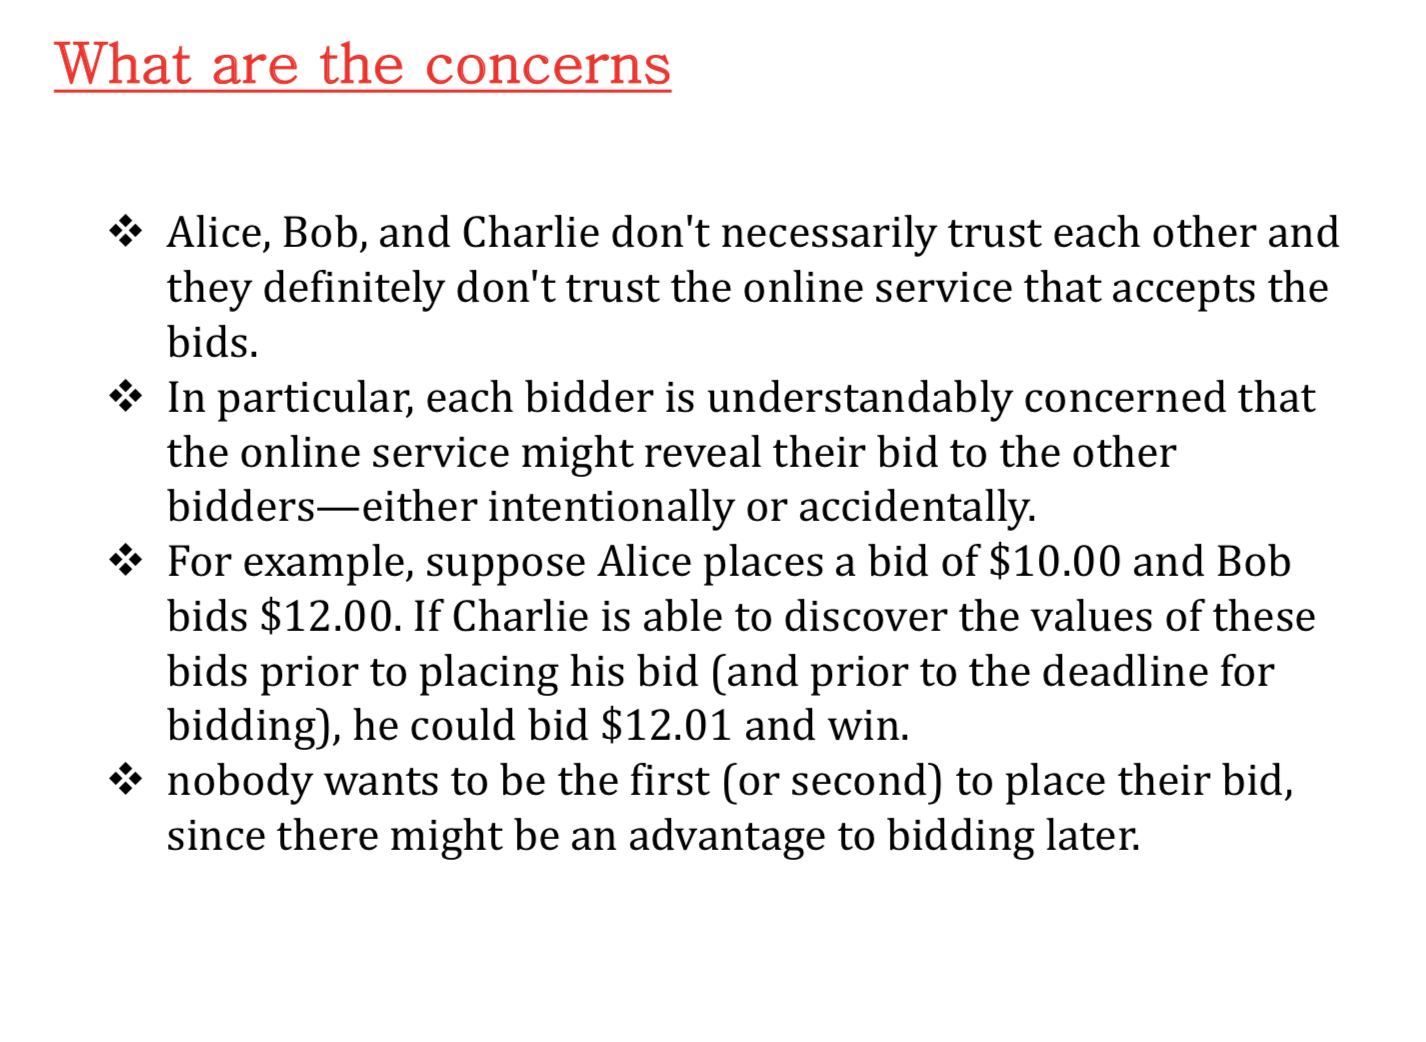 What are the concerns
❖ Alice, Bob, and Charlie don't necessarily trust each other and
they definitely don't trust the online service that accepts the
bids.
❖ In particular, each bidder is understandably concerned that
the online service might reveal their bid to the other
bidders—either intentionally or accidentally.
❖ For example, suppose Alice places a bid of $10.00 and Bob
bids $12.00. If Charlie is able to discover the values of these
bids prior to placing his bid (and prior to the deadline for
bidding), he could bid $12.01 and win.
❖ nobody wants to be the first (or second) to place their bid,
since there might be an advantage to bidding later.